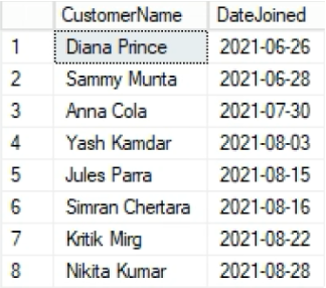 CustomerName DateJoined
1 Diana Prince 2021-06-26
2 Sammy Munta 2021-06-28
3 Anna Cola 2021-07-30
4 Yash Kamdar 2021-08-03
5 Jules Parra 2021-08-15
6 Simran Chertara 2021-08-16
7 Kritik Mirg 2021-08-22
8 Nikita Kumar 2021-08-28